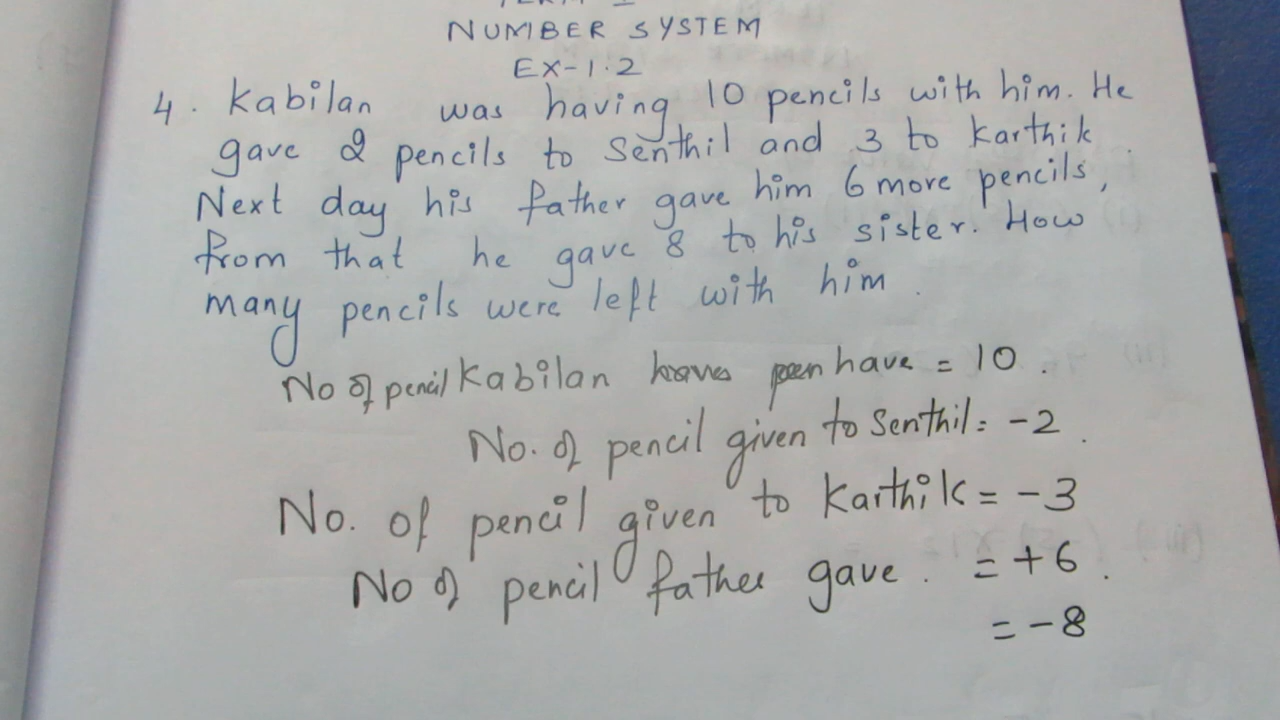 NUMBER SYSTEM
EX-1.2
4. Kabilan was having 10 pencils with him. He
gave 2 pencils to Senthil and 3 to Karthik.
Next day his father gave him 6 more pencils,
from that he gave 8 to his sister. How
many pencils were left with him.
No of pencil Kabilan have = 10.
No. of pencil given to Senthil = -2.
No. of pencil given to Karthik = -3
No of pencil father gave. = +6.
= -8